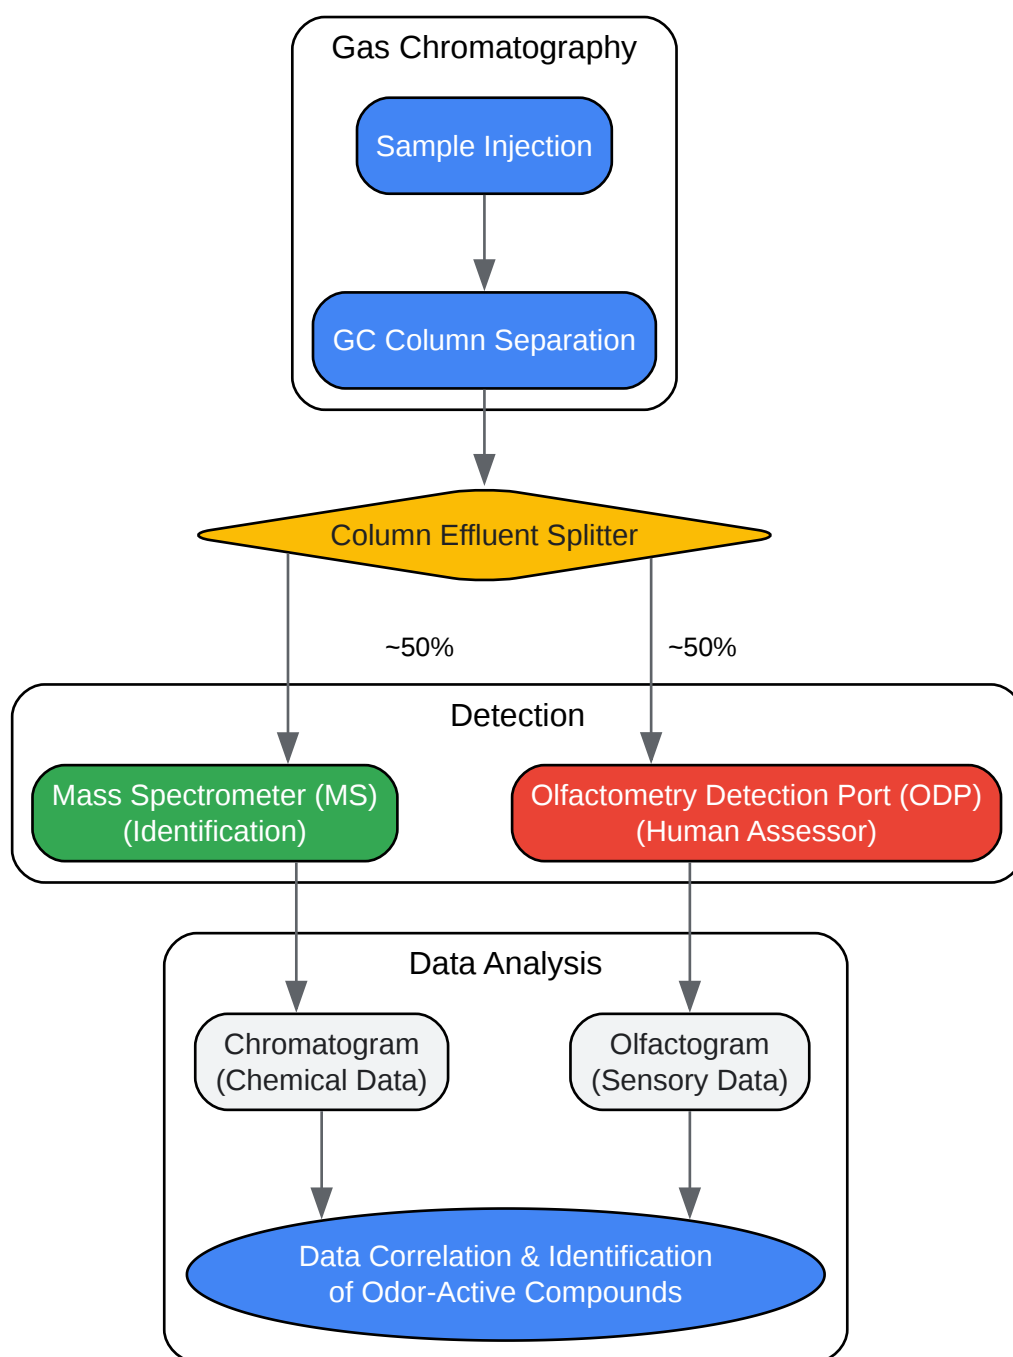 Gas Chromatography
Sample Injection
GC Column Separation
Column Effluent Splitter
~50%
~50%
Detection
Mass Spectrometer (MS)
(Identification)
Olfactometry Detection Port (ODP)
(Human Assessor)
Data Analysis
Chromatogram
(Chemical Data)
Olfactogram
(Sensory Data)
Data Correlation & Identification
of Odor-Active Compounds